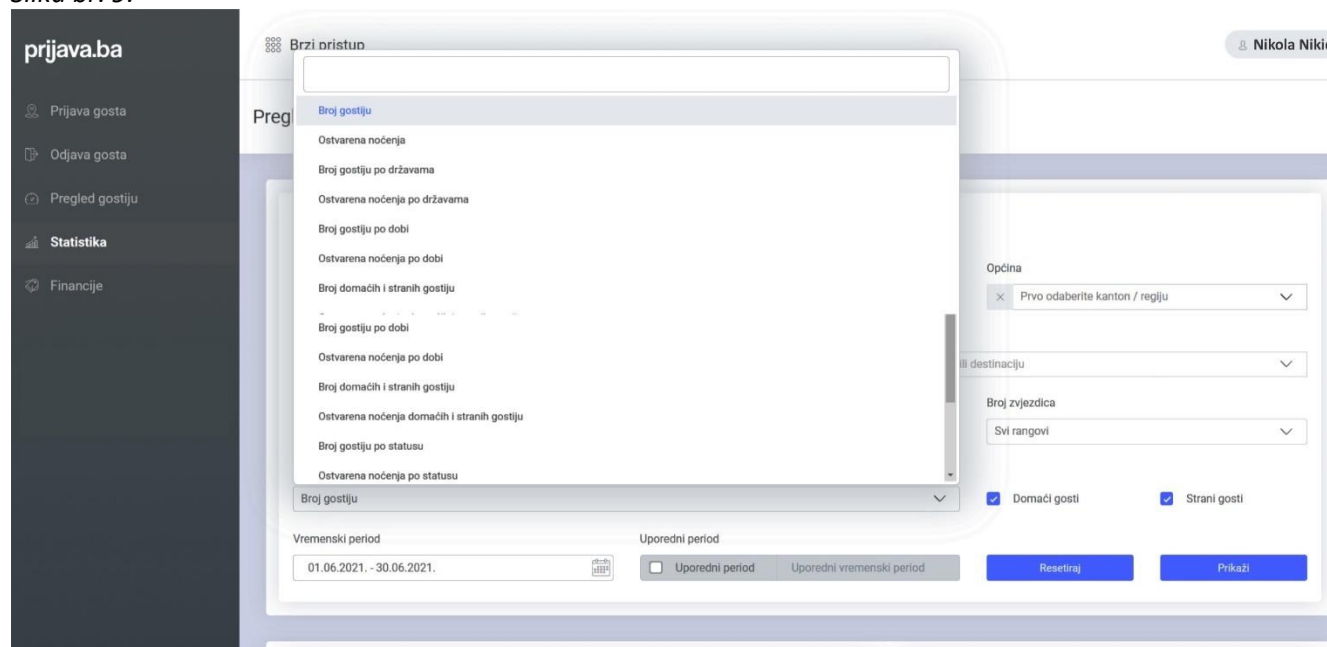 prijava.ba
Brzi pristup
Nikola Niki
Prijava gosta
Odjava gosta
Pregled gostiju
Statistika
Financije
Pregl
Broj gostiju
Ostvarena noćenja
Broj gostiju po državama
Ostvarena noćenja po državama
Broj gostiju po dobi
Ostvarena noćenja po dobi
Broj domaćih i stranih gostiju
Broj gostiju po dobi
Ostvarena noćenja po dobi
Broj domaćih i stranih gostiju
Ostvarena noćenja domaćih i stranih gostiju
Broj gostiju po statusu
Ostvarena noćenja po statusu
Broj gostiju
Općina
Prvo odaberite kanton / regiju
ili destinaciju
Broj zvjezdica
Svi rangovi
Domaći gosti
Strani gosti
Vremenski period
Uporedni period
01.06.2021. - 30.06.2021.
Uporedni period
Uporedni vremenski period
Resetiraj
Prikaži